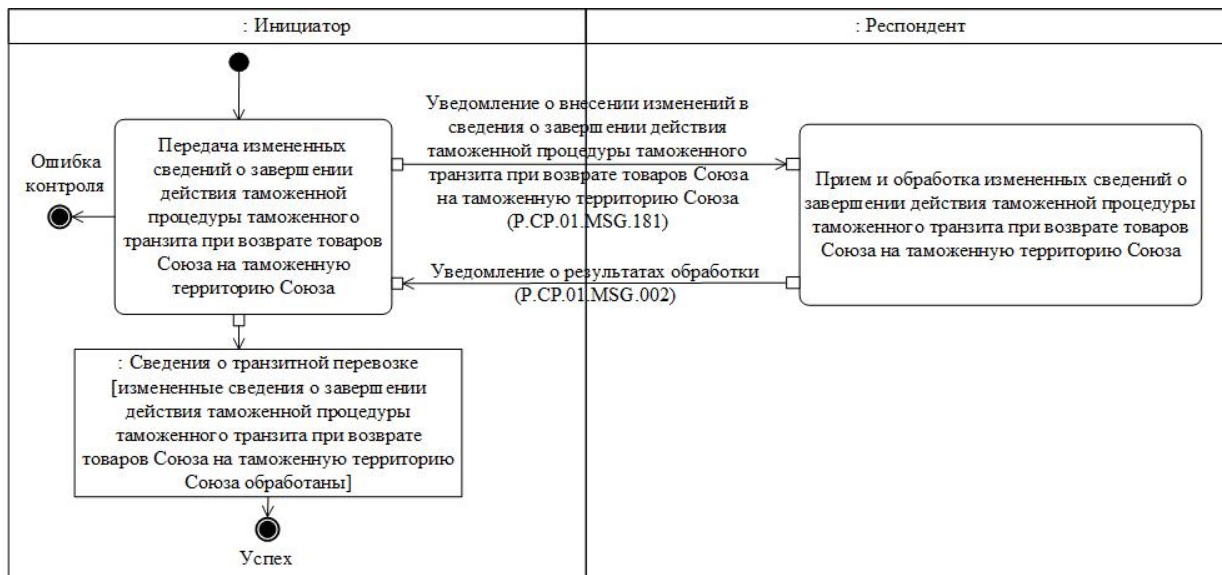 : Инициатор
: Респондент
Ошибка
контроля
Передача измененных
сведений о завершении
действия таможенной
процедуры таможенного
транзита при возврате товаров
Союза на таможенную
территорию Союза
Уведомление о внесении изменений в
сведения о завершении действия
таможенной процедуры таможенного
транзита при возврате товаров Союза
на таможенную территорию Союза
(P.CP.01.MSG.181)
Прием и обработка измененных сведений о
завершении действия таможенной процедуры
таможенного транзита при возврате товаров
Союза на таможенную территорию Союза
Уведомление о результатах обработки
(P.CP.01.MSG.002)
: Сведения о транзитной перевозке
[измененные сведения о завершении
действия таможенной процедуры
таможенного транзита при возврате
товаров Союза на таможенную территорию
Союза обработаны]
Успех